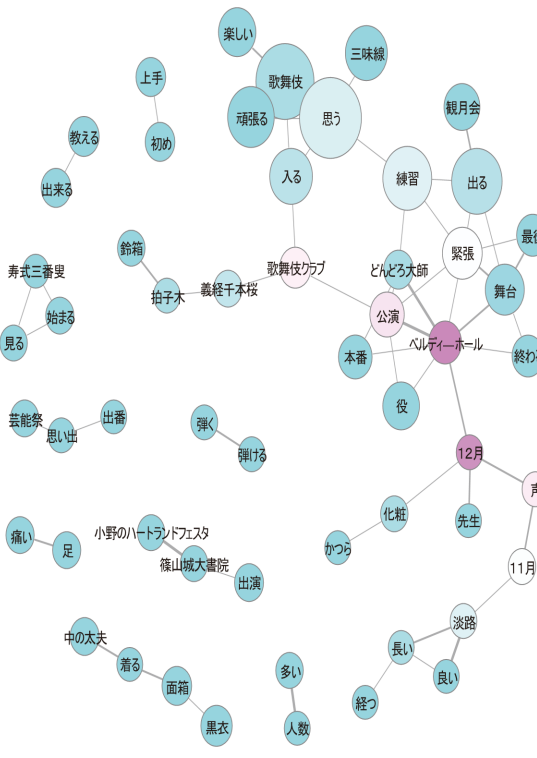 楽しい
三味線
上手
歌舞伎
観月会
頑張る
思う
教える
初め
入る
練習
出る
出来る
鈴箱
最
緊張
寿式三番叟
歌舞伎クラブ
どんどろ大師
拍子木
義経千本桜
舞台
始まる
公演
見る
ベルディーホール
本番
終わ
役
芸能祭
出番
思い出
弾く
弾ける
12月
声
化粧
先生
痛い
足
小野のハートランドフェスタ
かつら
篠山城大書院
11月
出演
淡路
中の太夫
着る
長い
多い
良い
面箱
経つ
黒衣
人数